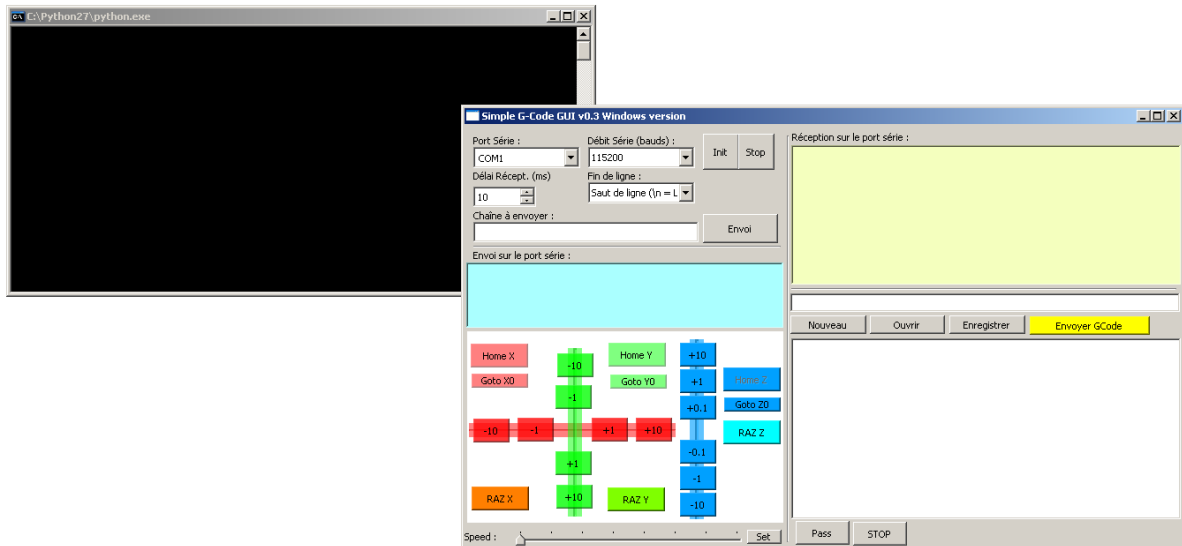 C:\Python27\python.exe
Simple G-Code GUI v0.3 Windows version
Port Série :
Débit Série (bauds) :
COM1
115200
Init
Stop
Délai Récept. (ms)
Fin de ligne :
10
Saut de ligne (\n = L
Chaîne à envoyer :
Envoi
Envoi sur le port série :
Réception sur le port série :
Nouveau
Ouvrir
Enregistrer
Envoyer GCode
Home X
Home Y
+10
-10
Goto X0
Goto Y0
+1
Home Z
-1
+0.1
Goto Z0
-10
-1
+1
+10
RAZ Z
-0.1
+1
-1
RAZ X
+10
RAZ Y
-10
Speed :
Set
Pass
STOP